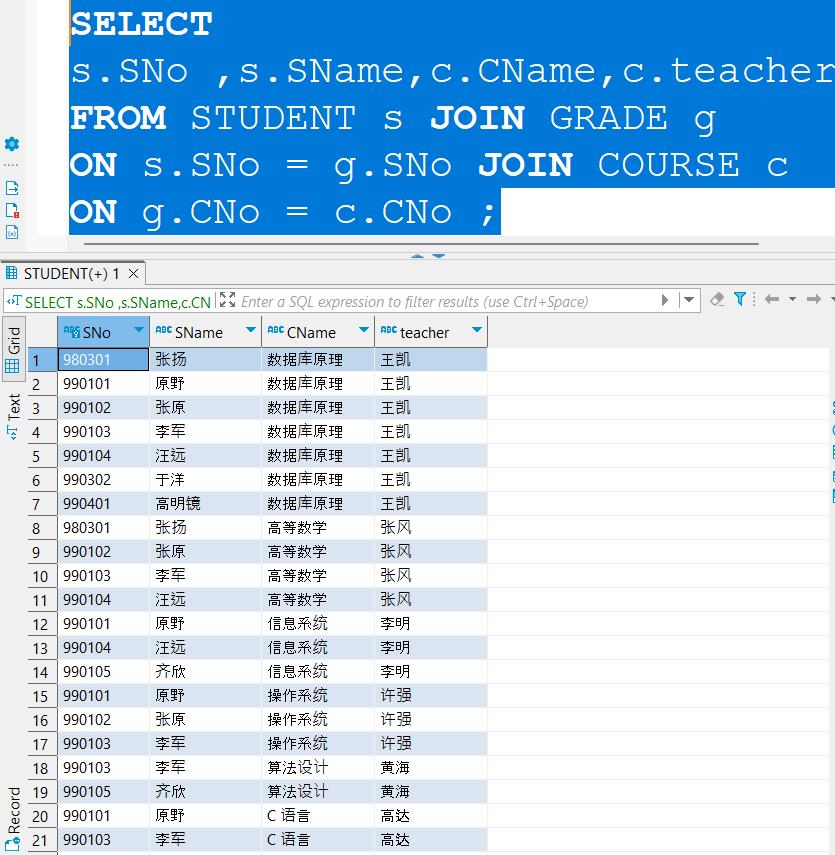 SELECT
s.SNo ,s.SName,c.CName,c.teacher
FROM STUDENT s JOIN GRADE g
ON s.SNo = g.SNo JOIN COURSE c
ON g.CNo = c.CNo ;
STUDENT(+) 1
SELECT s.SNo ,s.SName,c.CN Enter a SQL expression to filter results (use Ctrl+Space)
Grid
Text
Record
SNo SName CName teacher
1 980301 张扬 数据库原理 王凯
2 990101 原野 数据库原理 王凯
3 990102 张原 数据库原理 王凯
4 990103 李军 数据库原理 王凯
5 990104 汪远 数据库原理 王凯
6 990302 于洋 数据库原理 王凯
7 990401 高明镜 数据库原理 王凯
8 980301 张扬 高等数学 张风
9 990102 张原 高等数学 张风
10 990103 李军 高等数学 张风
11 990104 汪远 高等数学 张风
12 990101 原野 信息系统 李明
13 990104 汪远 信息系统 李明
14 990105 齐欣 信息系统 李明
15 990101 原野 操作系统 许强
16 990102 张原 操作系统 许强
17 990103 李军 操作系统 许强
18 990103 李军 算法设计 黄海
19 990105 齐欣 算法设计 黄海
20 990101 原野 C 语言 高达
21 990103 李军 C 语言 高达